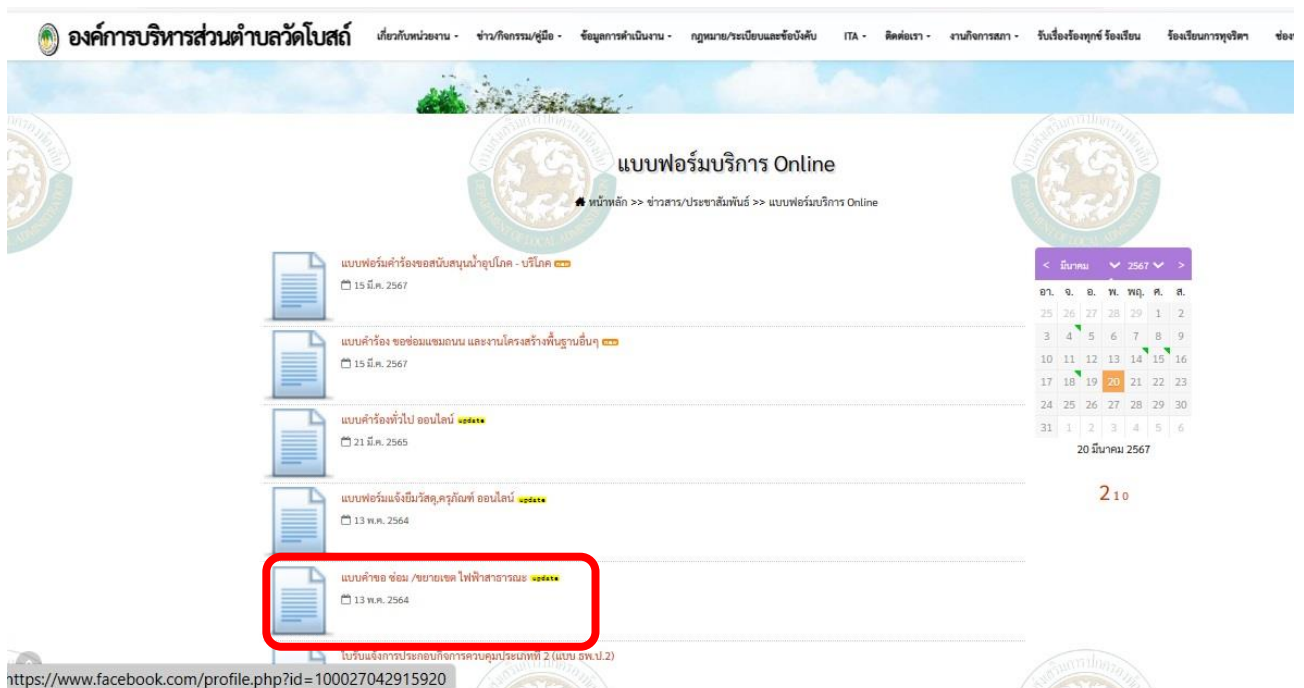 องค์การบริหารส่วนตำบลวัดโบสถ์ เกี่ยวกับหน่วยงาน - ข่าว/กิจกรรม/คู่มือ - ข้อมูลการดำเนินงาน - กฎหมาย/ระเบียบและข้อบังคับ ITA - ติดต่อเรา - งานกิจการสภา - รับเรื่องร้องทุกข์ ร้องเรียน ร้องเรียนการทุจริตฯ ช่อง
แบบฟอร์มบริการ Online
หน้าหลัก >> ข่าวสาร/ประชาสัมพันธ์ >> แบบฟอร์มบริการ Online
แบบฟอร์มคำร้องขอสนับสนุนน้ำอุปโภค - บริโภค new
15 มี.ค. 2567
แบบคำร้อง ขอซ่อมแซมถนน และงานโครงสร้างพื้นฐานอื่นๆ new
15 มี.ค. 2567
แบบคำร้องทั่วไป ออนไลน์ update
21 มี.ค. 2565
แบบฟอร์มแจ้งยืมวัสดุ,ครุภัณฑ์ ออนไลน์ update
13 พ.ค. 2564
แบบคำขอ ซ่อม /ขยายเขต ไฟฟ้าสาธารณะ update
13 พ.ค. 2564
ใบรับแจ้งการประกอบกิจการควบคุมประเภทที่ 2 (แบบ ธพ.ป.2)
< มีนาคม 2567 >
อา. จ. อ. พ. พฤ. ศ. ส.
25 26 27 28 29 1 2
3 4 5 6 7 8 9
10 11 12 13 14 15 16
17 18 19 20 21 22 23
24 25 26 27 28 29 30
31 1 2 3 4 5 6
20 มีนาคม 2567
2 1 0
https://www.facebook.com/profile.php?id=100027042915920